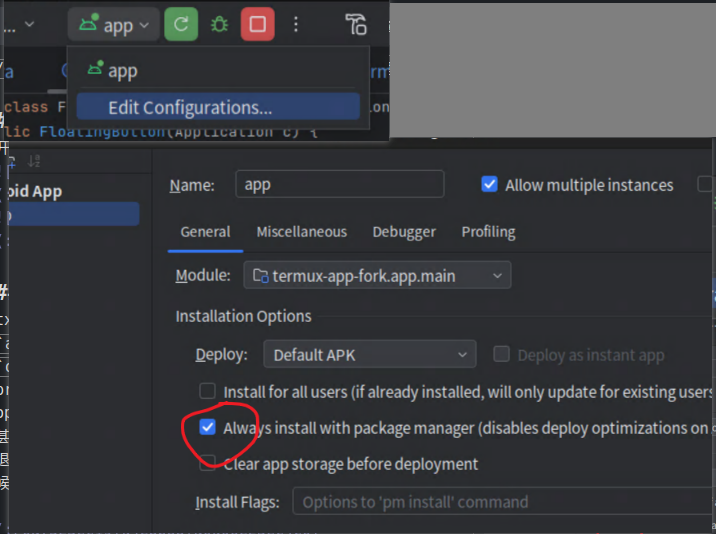 ... app
app
class F
Edit Configurations...
lic FloatingButton(Application c) {
oid App
Name: app Allow multiple instances
General Miscellaneous Debugger Profiling
Module: termux-app-fork.app.main
Installation Options
Deploy: Default APK Deploy as instant app
Install for all users (if already installed, will only update for existing users
Always install with package manager (disables deploy optimizations on
Clear app storage before deployment
Install Flags: Options to 'pm install' command